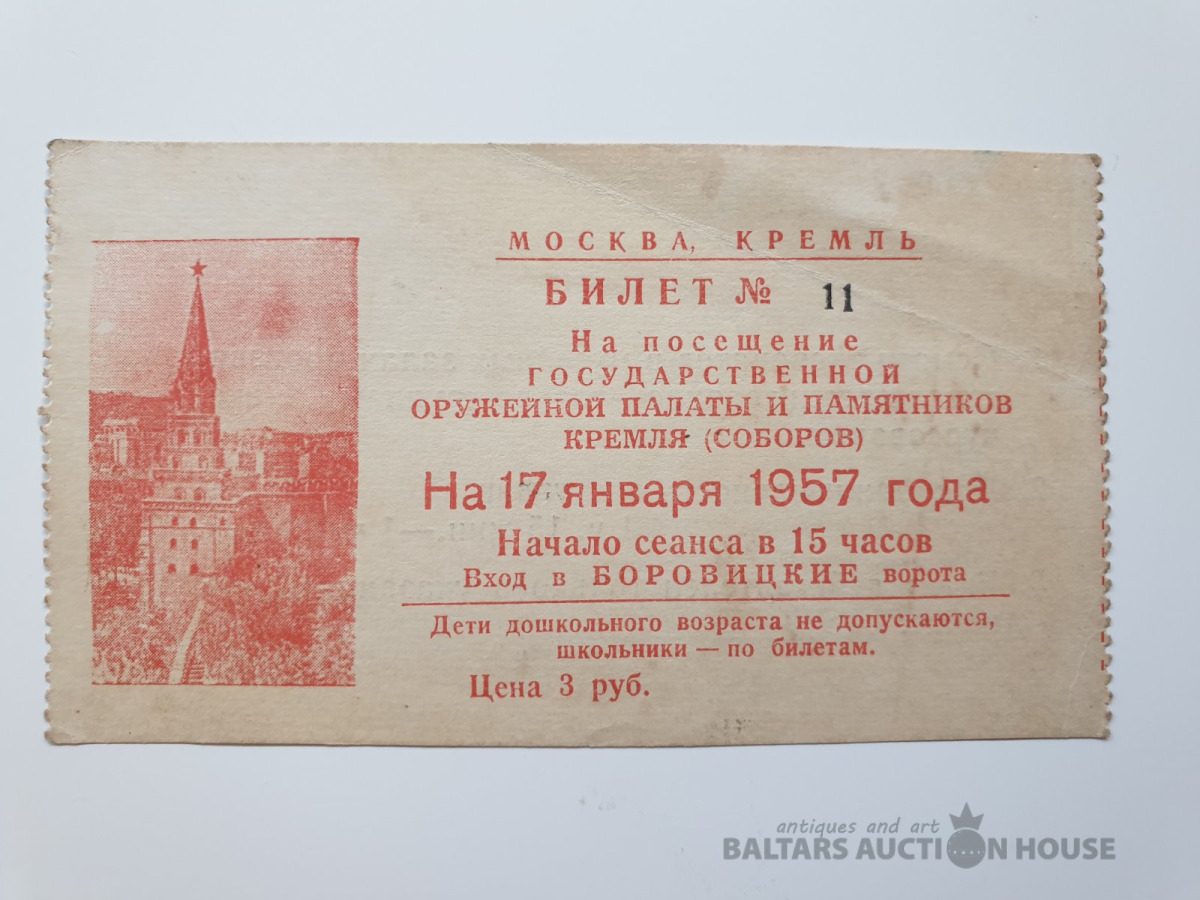 МОСКВА, КРЕМЛЬ
БИЛЕТ № 11
На посещение
ГОСУДАРСТВЕННОЙ
ОРУЖЕЙНОЙ ПАЛАТЫ И ПАМЯТНИКОВ
КРЕМЛЯ (СОБОРОВ)
На 17 января 1957 года
Начало сеанса в 15 часов
Вход в БОРОВИЦКИЕ ворота
Дети дошкольного возраста не допускаются,
школьники — по билетам.
Цена 3 руб.
antiques and art
BALTARS AUCTION HOUSE